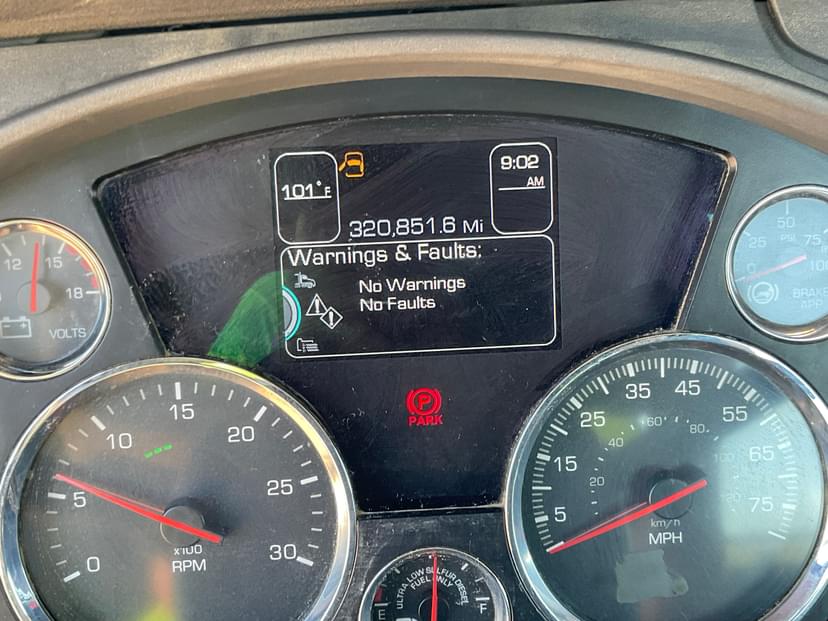 101°F
9:02
AM
320,851.6 Mi
Warnings & Faults:
No Warnings
No Faults
12 15 18
VOLTS
0 25 50 75 100
PSI
BRAKE
APP
P
PARK
0 5 10 15 20 25 30
x100
RPM
5 15 25 35 45 55 65 75
20 40 60 80 100 120
km/h
MPH
ULTRA LOW SULFUR DIESEL
FUEL ONLY
E F